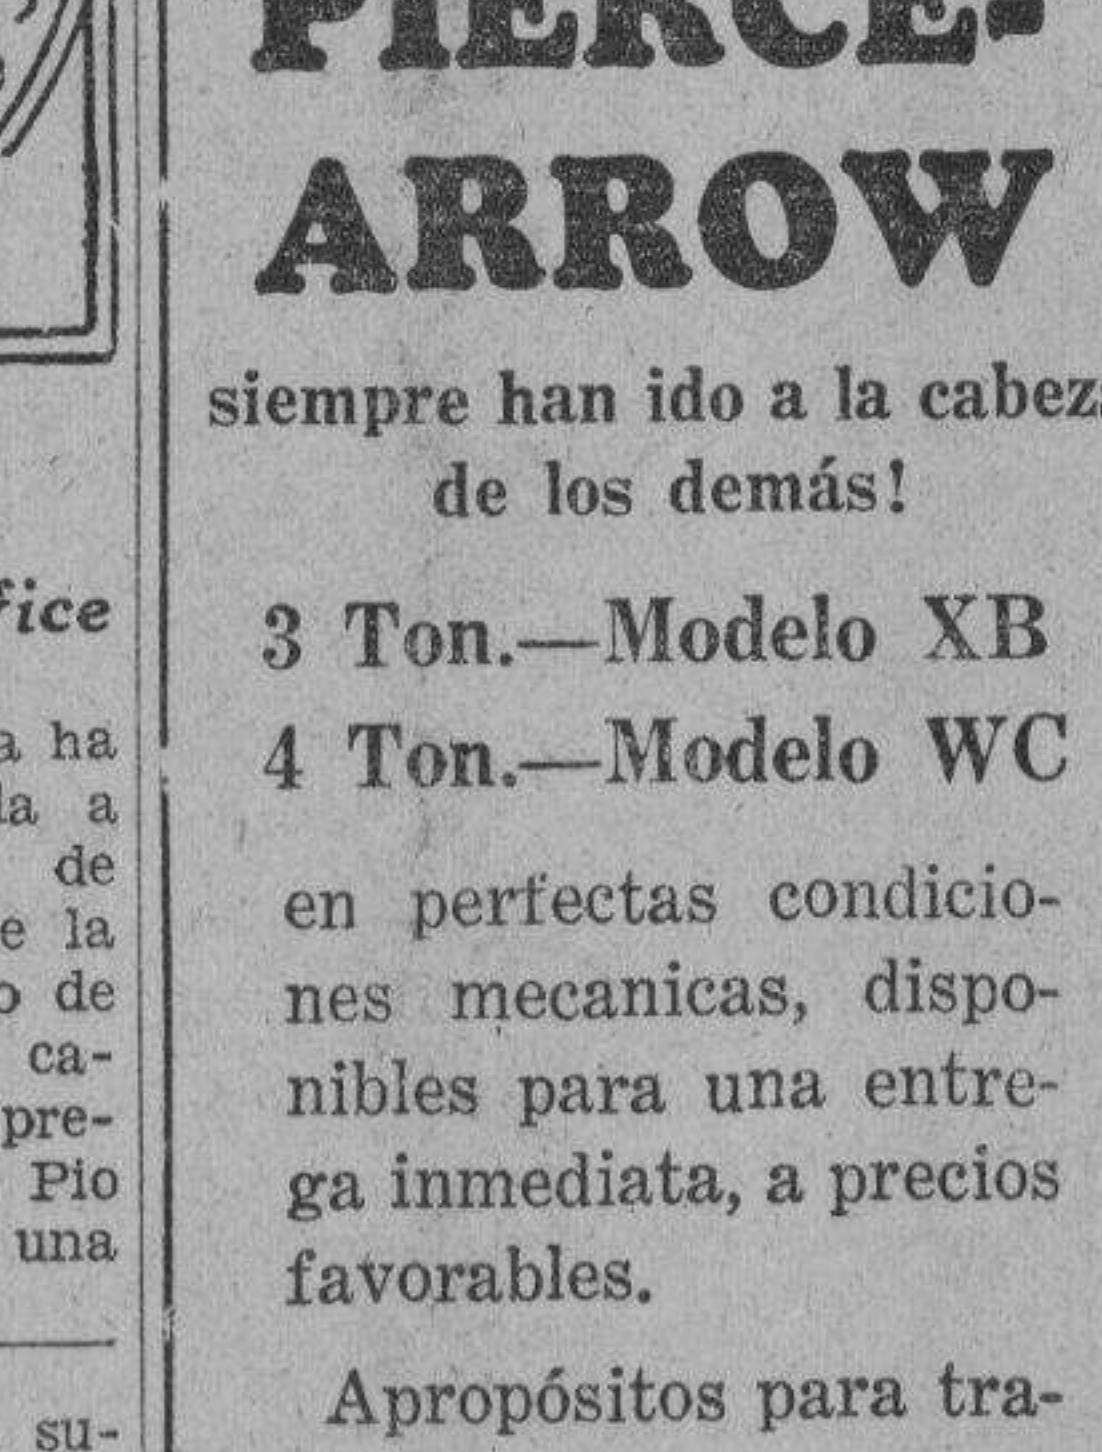 fice
a ha
la a
de
e la
o de
ca-
pre-
Pio
una
su-
PIERCE-
ARROW
siempre han ido a la cabeza
de los demás!
3 Ton.—Modelo XB
4 Ton.—Modelo WC
en perfectas condicio-
nes mecanicas, dispo-
nibles para una entre-
ga inmediata, a precios
favorables.
Apropósitos para tra-